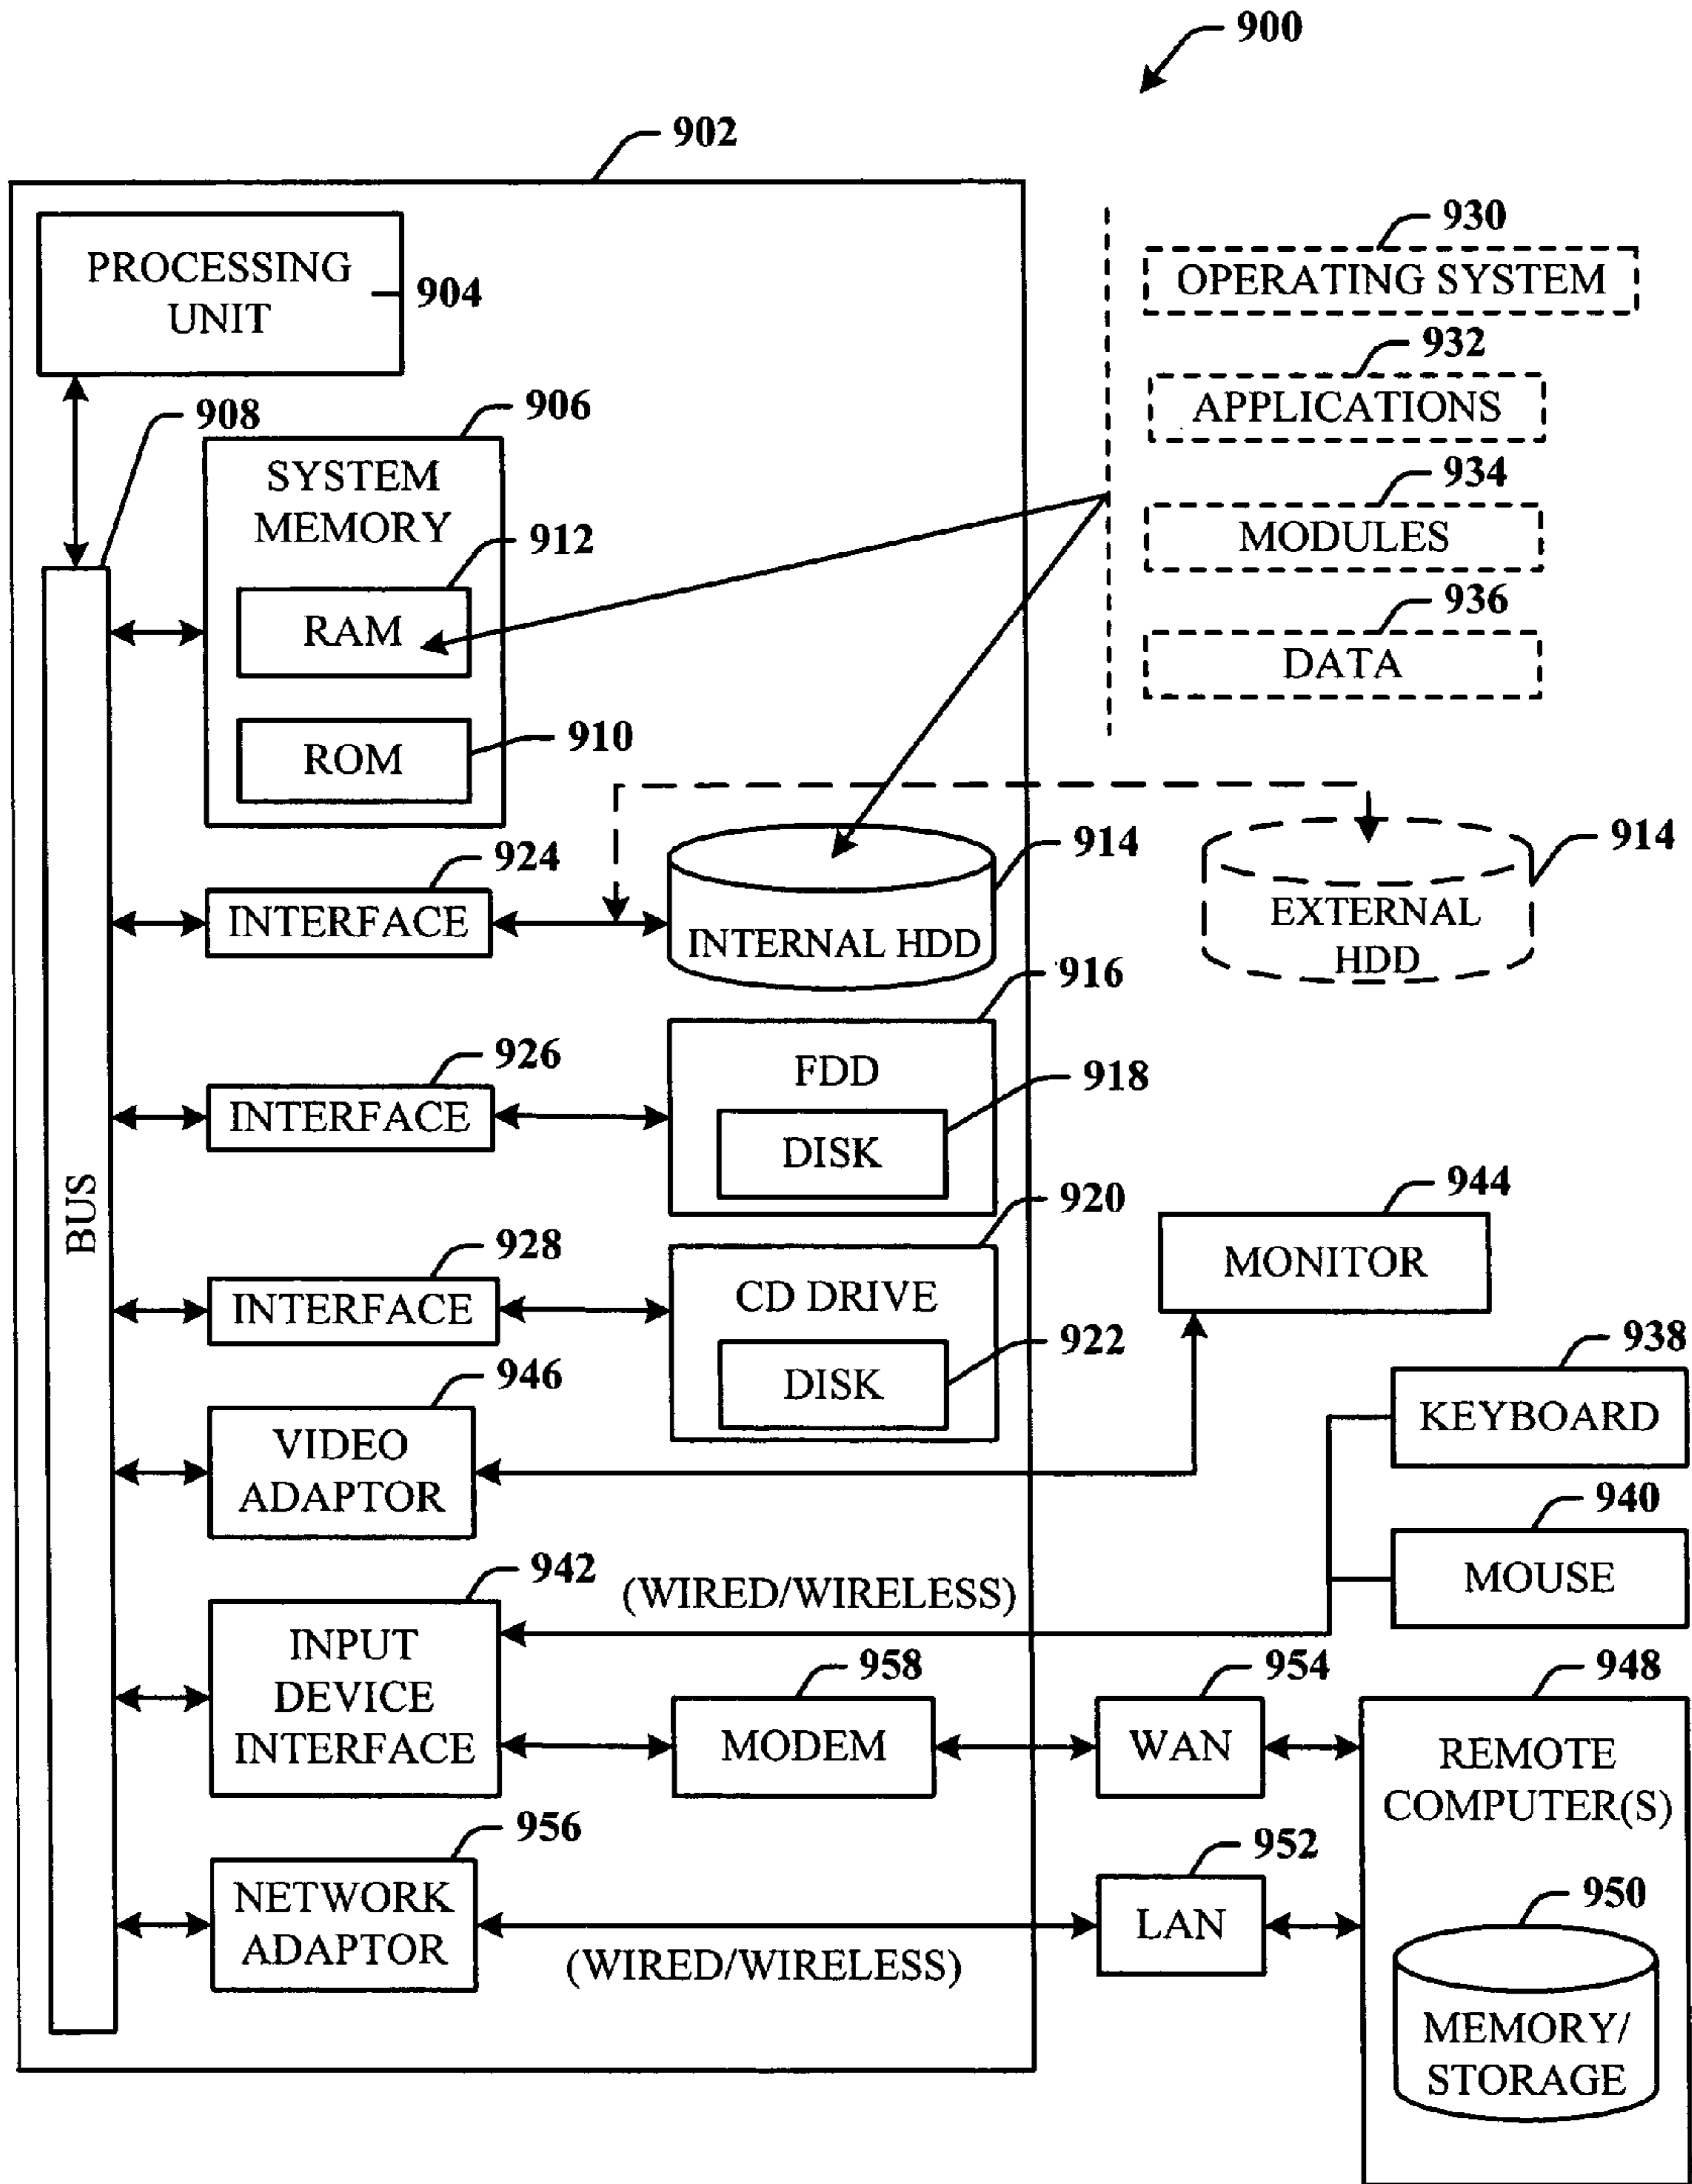 900
902
PROCESSING
UNIT
904
930
OPERATING SYSTEM
932
APPLICATIONS
934
MODULES
936
DATA
908
906
SYSTEM
MEMORY
912
RAM
910
ROM
924
INTERFACE
914
INTERNAL HDD
914
EXTERNAL
HDD
916
FDD
926
INTERFACE
918
DISK
BUS
920
CD DRIVE
928
INTERFACE
922
DISK
944
MONITOR
946
VIDEO
ADAPTOR
938
KEYBOARD
940
MOUSE
942
(WIRED/WIRELESS)
INPUT
DEVICE
INTERFACE
958
MODEM
954
WAN
948
REMOTE
COMPUTER(S)
956
NETWORK
ADAPTOR
(WIRED/WIRELESS)
952
LAN
950
MEMORY/
STORAGE